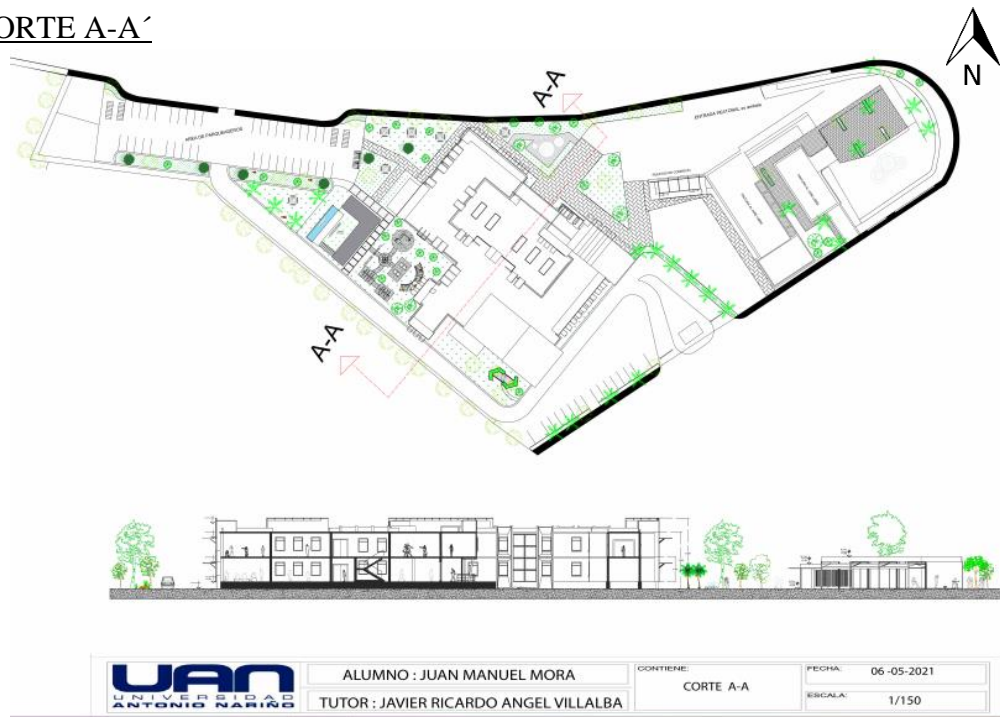 ORTE A-A´
N
A-A
ENTRADA PEATONAL
AREA DE PARQUEADEROS
A-A
UAN
UNIVERSIDAD
ANTONIO NARIÑO
ALUMNO : JUAN MANUEL MORA
TUTOR : JAVIER RICARDO ANGEL VILLALBA
CONTIENE:
CORTE A-A
FECHA:
06 -05-2021
ESCALA:
1/150